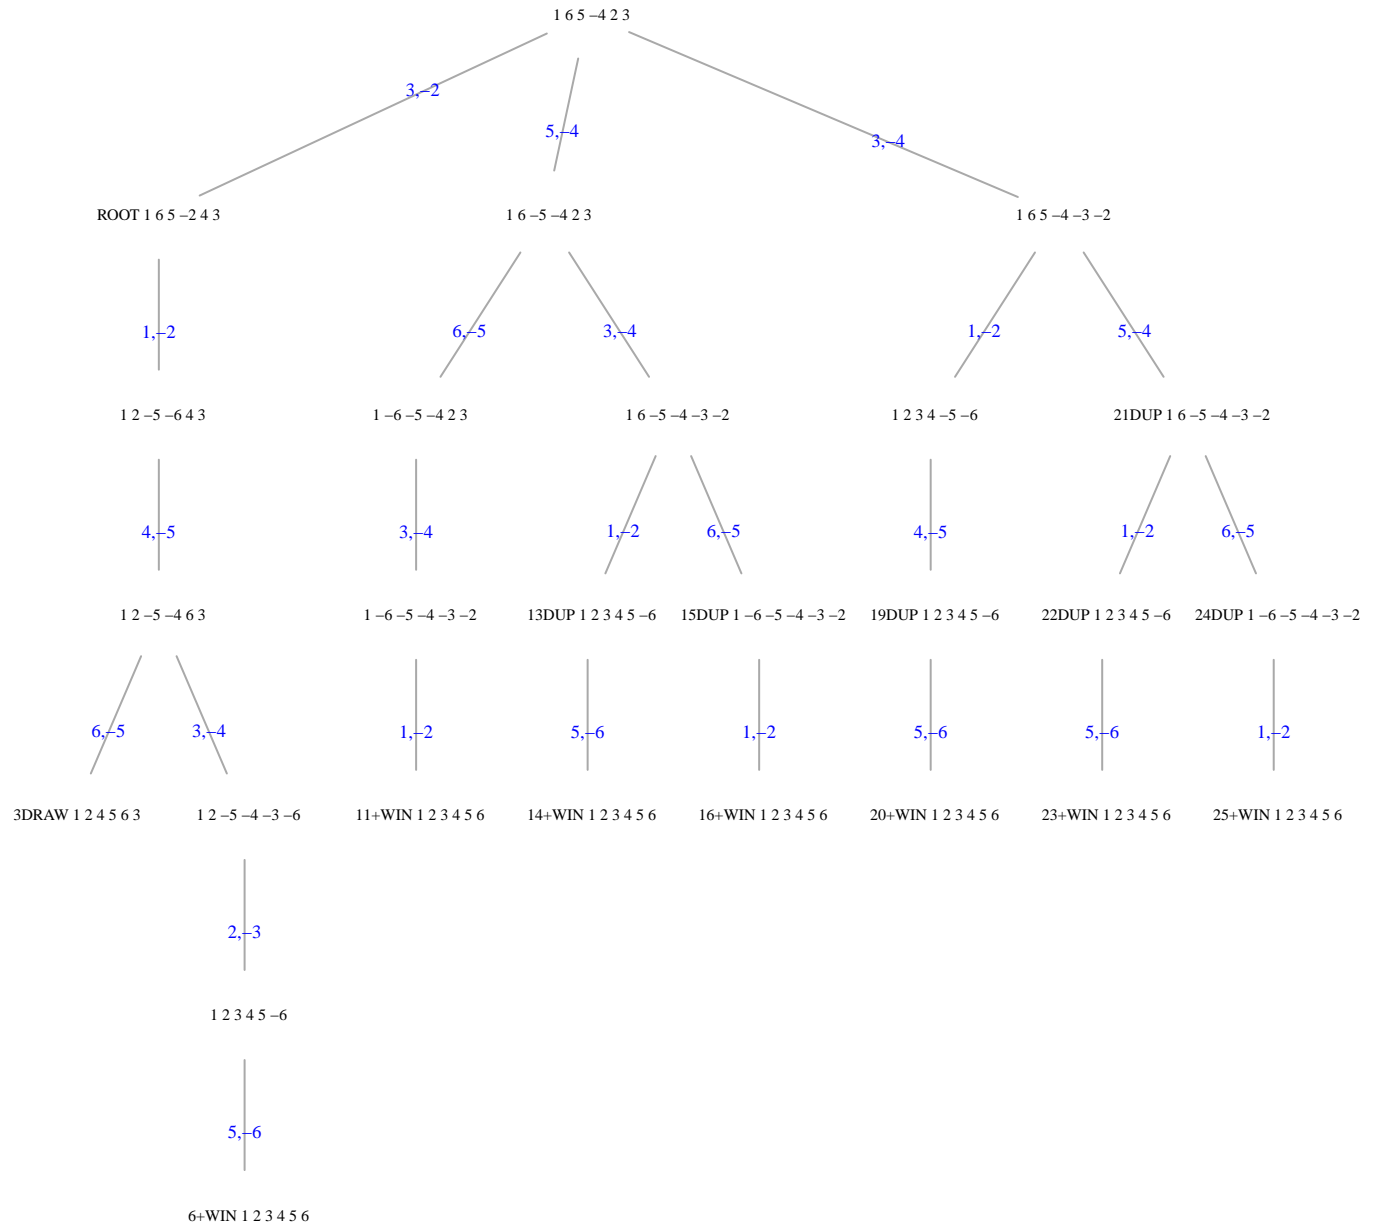 1 6 5 –4 2 3
3,–2
5,–4
3,–4
ROOT 1 6 5 –2 4 3
1 6 –5 –4 2 3
1 6 5 –4 –3 –2
1,–2
6,–5
3,–4
1,–2
5,–4
1 2 –5 –6 4 3
1 –6 –5 –4 2 3
1 6 –5 –4 –3 –2
1 2 3 4 –5 –6
21DUP 1 6 –5 –4 –3 –2
4,–5
3,–4
1,–2
6,–5
4,–5
1,–2
6,–5
1 2 –5 –4 6 3
1 –6 –5 –4 –3 –2
13DUP 1 2 3 4 5 –6
15DUP 1 –6 –5 –4 –3 –2
19DUP 1 2 3 4 5 –6
22DUP 1 2 3 4 5 –6
24DUP 1 –6 –5 –4 –3 –2
6,–5
3,–4
1,–2
5,–6
1,–2
5,–6
5,–6
1,–2
3DRAW 1 2 4 5 6 3
1 2 –5 –4 –3 –6
11+WIN 1 2 3 4 5 6
14+WIN 1 2 3 4 5 6
16+WIN 1 2 3 4 5 6
20+WIN 1 2 3 4 5 6
23+WIN 1 2 3 4 5 6
25+WIN 1 2 3 4 5 6
2,–3
1 2 3 4 5 –6
5,–6
6+WIN 1 2 3 4 5 6